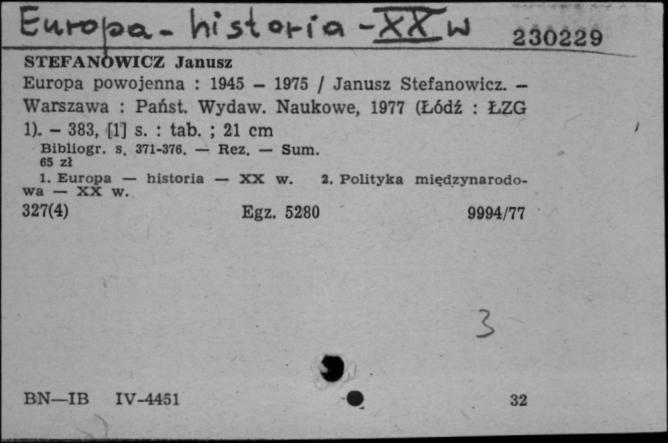 Europa - historia - XX w
230229
STEFANOWICZ Janusz
Europa powojenna : 1945 — 1975 / Janusz Stefanowicz. —
Warszawa : Państ. Wydaw. Naukowe, 1977 (Łódź : ŁZG
1). — 383, [1] s. : tab. ; 21 cm
Bibliogr. s. 371-376. — Rez. — Sum.
65 zł
1. Europa — historia — XX w. 2. Polityka międzynarodo-
wa — XX w.
327(4) Egz. 5280 9994/77
3
BN—IB IV-4451 32